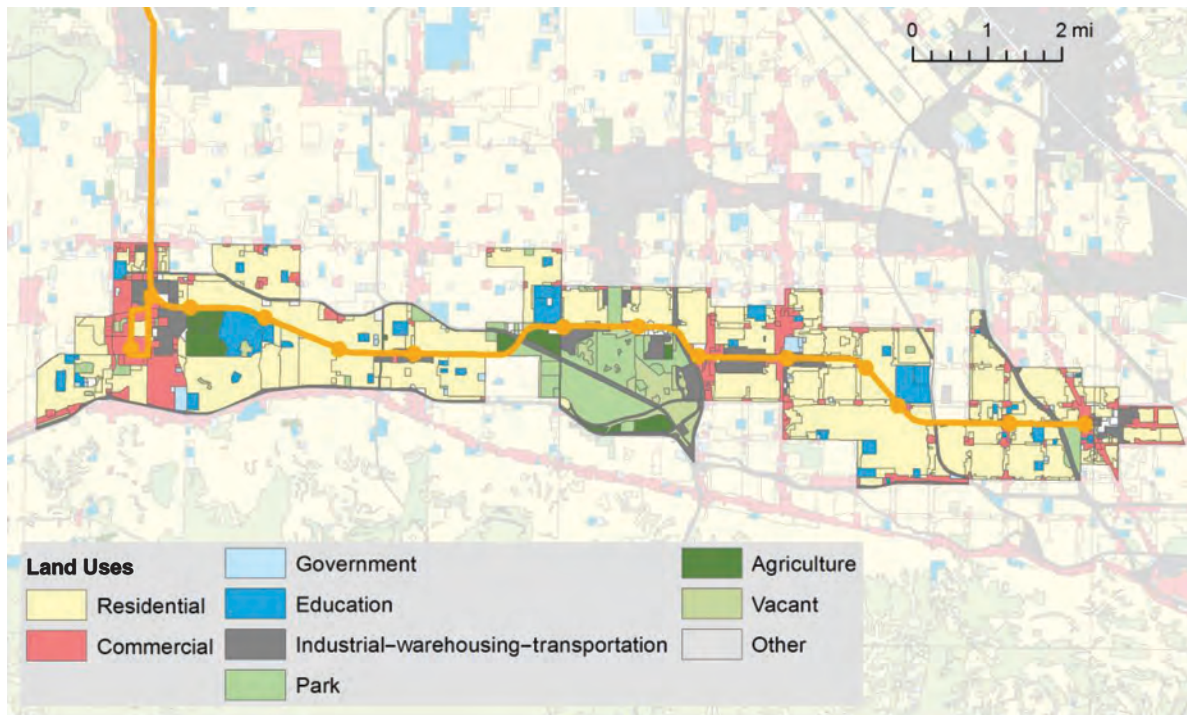 0 1 2 mi
Land Uses
Residential
Commercial
Government
Education
Industrial–warehousing–transportation
Park
Agriculture
Vacant
Other